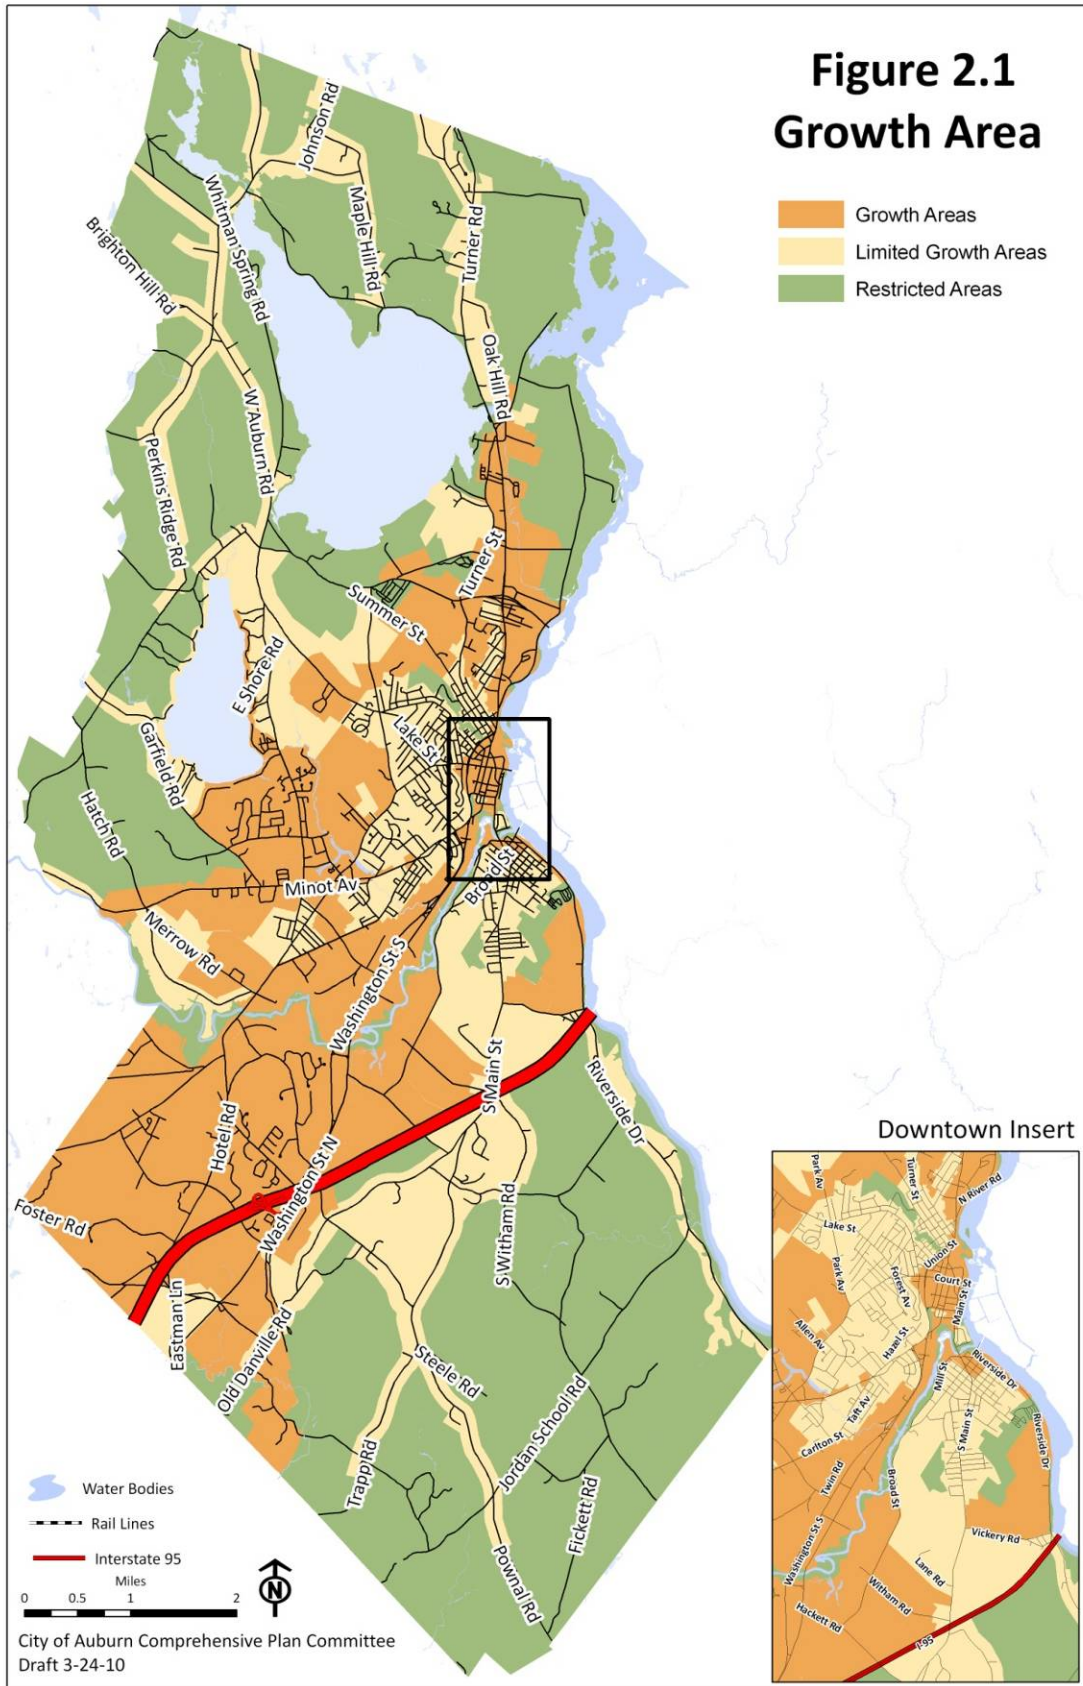 Figure 2.1
Growth Area
Growth Areas
Limited Growth Areas
Restricted Areas
Johnson Rd
Whitman Spring Rd
Maple Hill Rd
Turner Rd
Brighton Hill Rd
Oak Hill Rd
W Auburn Rd
Perkins Ridge Rd
Turner St
Summer St
E Shore Rd
Lake St
Garfield Rd
Hatch Rd
Minot Av
Broad St
Merrow Rd
Washington St S
S Main St
Riverside Dr
Hotel Rd
Washington St N
Foster Rd
S Witham Rd
Eastman Ln
Old Danville Rd
Steele Rd
Jordan School Rd
Trapp Rd
Fickett Rd
Pownal Rd
Downtown Insert
Park Av
Turner St
N River Rd
Lake St
Union St
Park Av
Forest Av
Court St
Main St
Allen Av
Hazel St
Mill St
Riverside Dr
Taft Av
S Main St
Carlton St
Riverside Dr
Twin Rd
Broad St
Vickery Rd
Washington St S
Lane Rd
Witham Rd
Hackett Rd
I-95
Water Bodies
Rail Lines
Interstate 95
Miles
0 0.5 1 2
N
City of Auburn Comprehensive Plan Committee
Draft 3-24-10